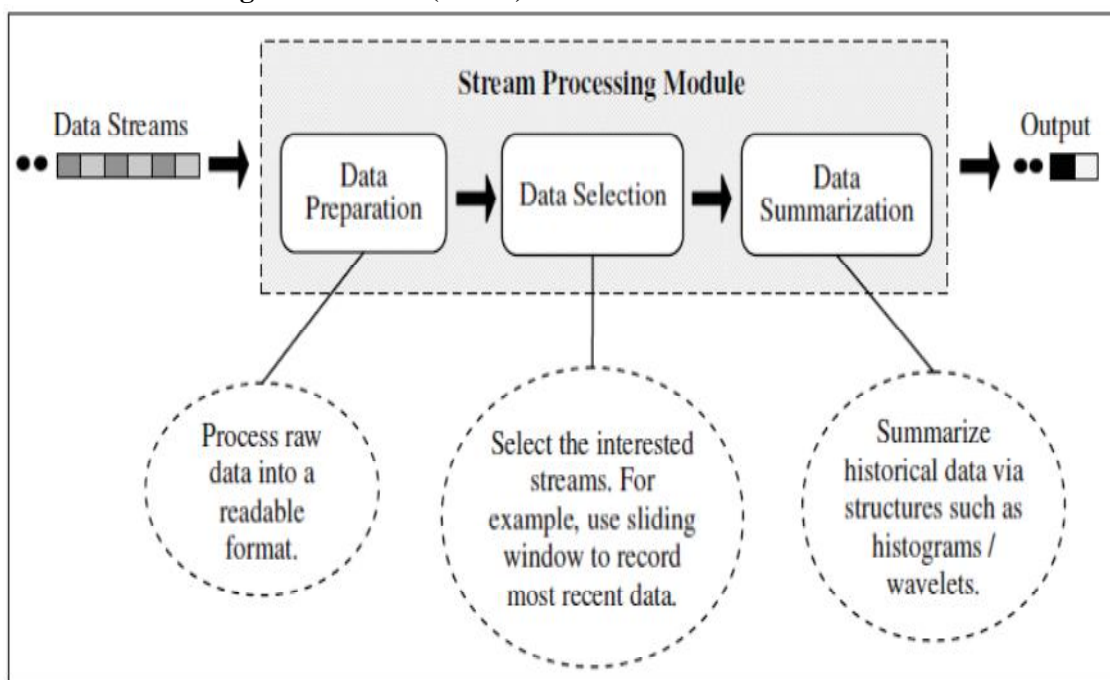 Stream Processing Module
Data Streams
Output
Data
Preparation
Data Selection
Data
Summarization
Process raw
data into a
readable
format.
Select the interested
streams. For
example, use sliding
window to record
most recent data.
Summarize
historical data via
structures such as
histograms /
wavelets.